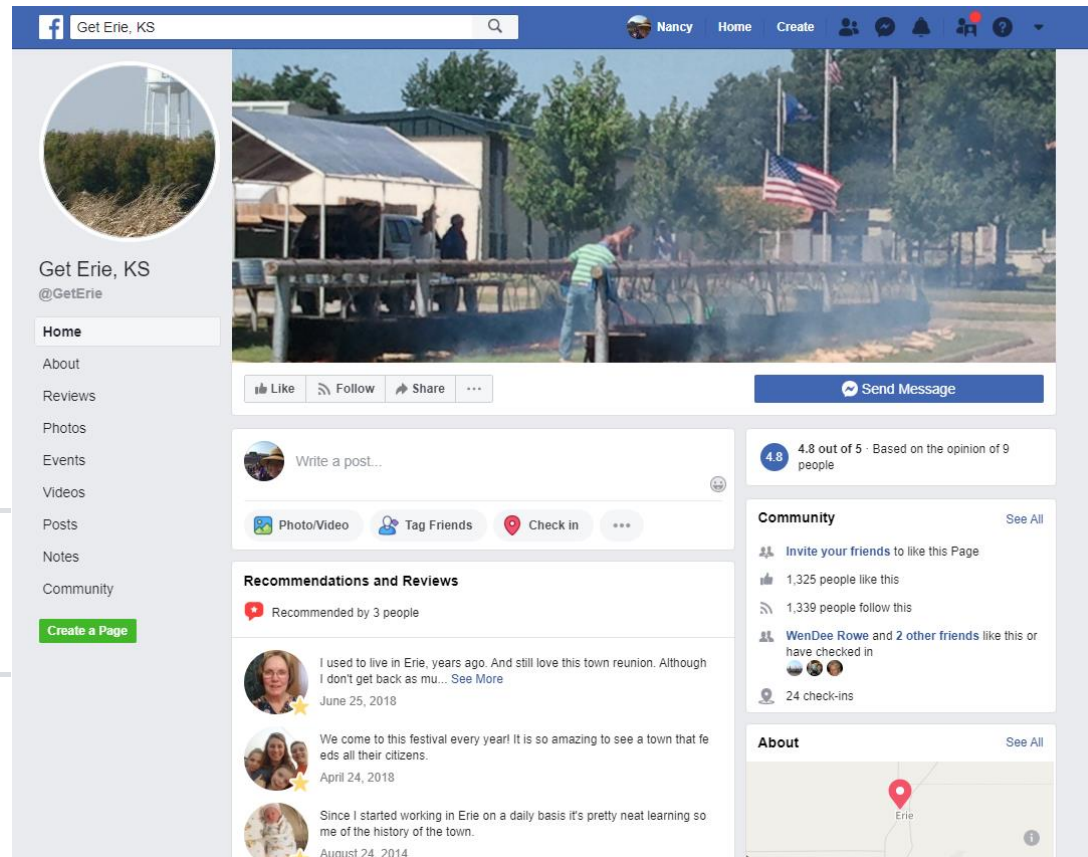 Get Erie, KS
Nancy
Home
Create
Get Erie, KS
@GetErie
Home
About
Reviews
Photos
Events
Videos
Posts
Notes
Community
Create a Page
Like
Follow
Share
Send Message
Write a post...
Photo/Video
Tag Friends
Check in
Recommendations and Reviews
Recommended by 3 people
I used to live in Erie, years ago. And still love this town reunion. Although
I don't get back as mu... See More
June 25, 2018
We come to this festival every year! It is so amazing to see a town that fe
eds all their citizens.
April 24, 2018
Since I started working in Erie on a daily basis it's pretty neat learning so
me of the history of the town.
August 24, 2014
4.8
4.8 out of 5 · Based on the opinion of 9
people
Community
See All
Invite your friends to like this Page
1,325 people like this
1,339 people follow this
WenDee Rowe and 2 other friends like this or
have checked in
24 check-ins
About
See All
Erie